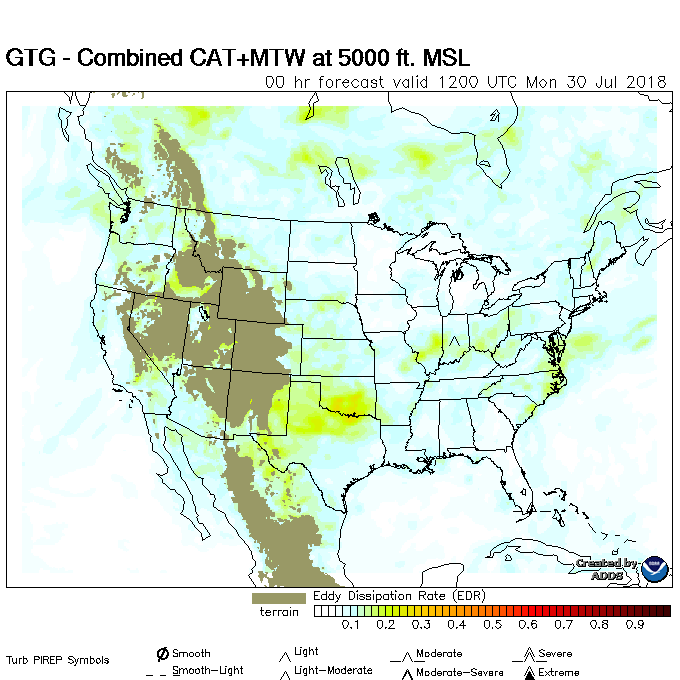 GTG - Combined CAT+MTW at 5000 ft. MSL
00 hr forecast valid 1200 UTC Mon 30 Jul 2018
Created by
ADDS
Eddy Dissipation Rate (EDR)
terrain
0.1 0.2 0.3 0.4 0.5 0.6 0.7 0.8 0.9
Turb PIREP Symbols
Smooth
Light
Moderate
Severe
Smooth-Light
Light-Moderate
Moderate-Severe
Extreme